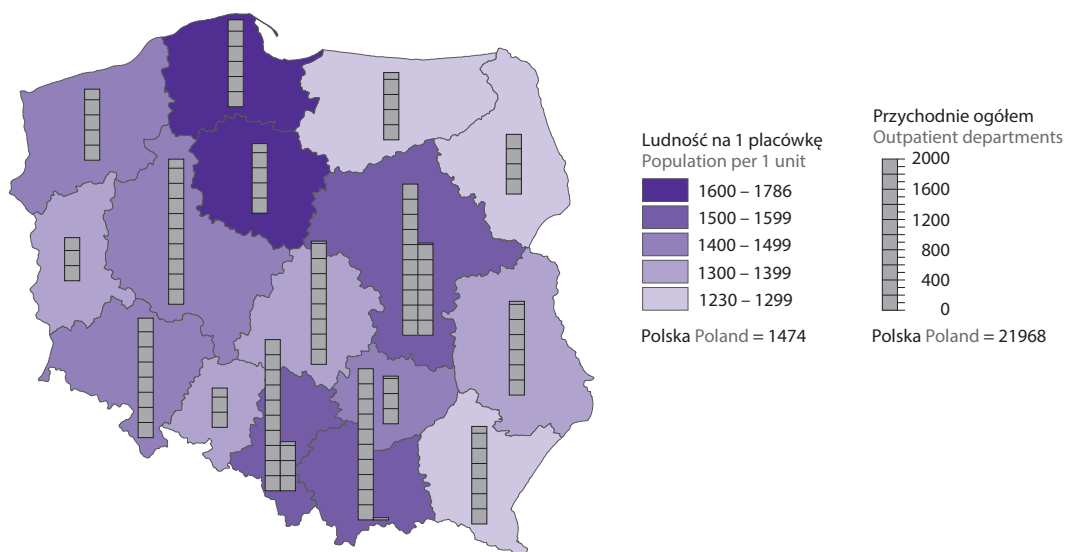 Ludność na 1 placówkę
Population per 1 unit
1600 – 1786
1500 – 1599
1400 – 1499
1300 – 1399
1230 – 1299
Polska Poland = 1474
Przychodnie ogółem
Outpatient departments
2000
1600
1200
800
400
0
Polska Poland = 21968